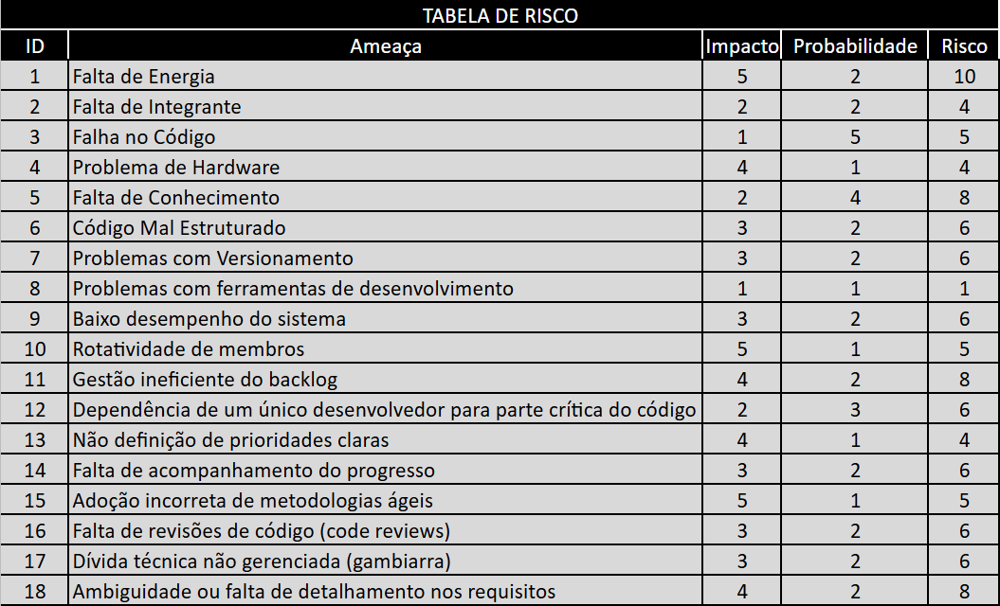 TABELA DE RISCO
ID Ameaça Impacto Probabilidade Risco
1 Falta de Energia 5 2 10
2 Falta de Integrante 2 2 4
3 Falha no Código 1 5 5
4 Problema de Hardware 4 1 4
5 Falta de Conhecimento 2 4 8
6 Código Mal Estruturado 3 2 6
7 Problemas com Versionamento 3 2 6
8 Problemas com ferramentas de desenvolvimento 1 1 1
9 Baixo desempenho do sistema 3 2 6
10 Rotatividade de membros 5 1 5
11 Gestão ineficiente do backlog 4 2 8
12 Dependência de um único desenvolvedor para parte crítica do código 2 3 6
13 Não definição de prioridades claras 4 1 4
14 Falta de acompanhamento do progresso 3 2 6
15 Adoção incorreta de metodologias ágeis 5 1 5
16 Falta de revisões de código (code reviews) 3 2 6
17 Dívida técnica não gerenciada (gambiarra) 3 2 6
18 Ambiguidade ou falta de detalhamento nos requisitos 4 2 8